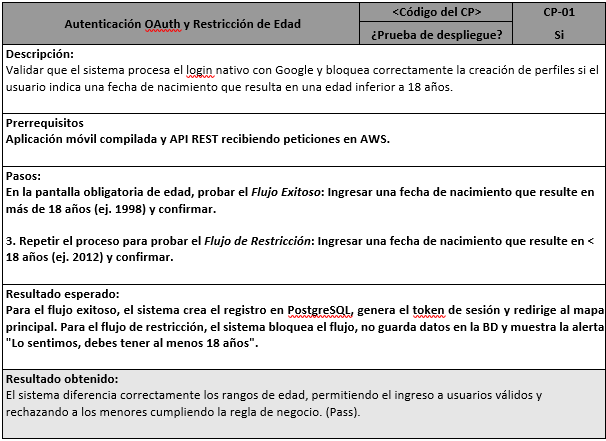 Autenticación OAuth y Restricción de Edad
<Código del CP>
CP-01
¿Prueba de despliegue?
Si
Descripción:
Validar que el sistema procesa el login nativo con Google y bloquea correctamente la creación de perfiles si el
usuario indica una fecha de nacimiento que resulta en una edad inferior a 18 años.
Prerrequisitos
Aplicación móvil compilada y API REST recibiendo peticiones en AWS.
Pasos:
En la pantalla obligatoria de edad, probar el Flujo Exitoso: Ingresar una fecha de nacimiento que resulte en
más de 18 años (ej. 1998) y confirmar.
3. Repetir el proceso para probar el Flujo de Restricción: Ingresar una fecha de nacimiento que resulte en <
18 años (ej. 2012) y confirmar.
Resultado esperado:
Para el flujo exitoso, el sistema crea el registro en PostgreSQL, genera el token de sesión y redirige al mapa
principal. Para el flujo de restricción, el sistema bloquea el flujo, no guarda datos en la BD y muestra la alerta
"Lo sentimos, debes tener al menos 18 años".
Resultado obtenido:
El sistema diferencia correctamente los rangos de edad, permitiendo el ingreso a usuarios válidos y
rechazando a los menores cumpliendo la regla de negocio. (Pass).